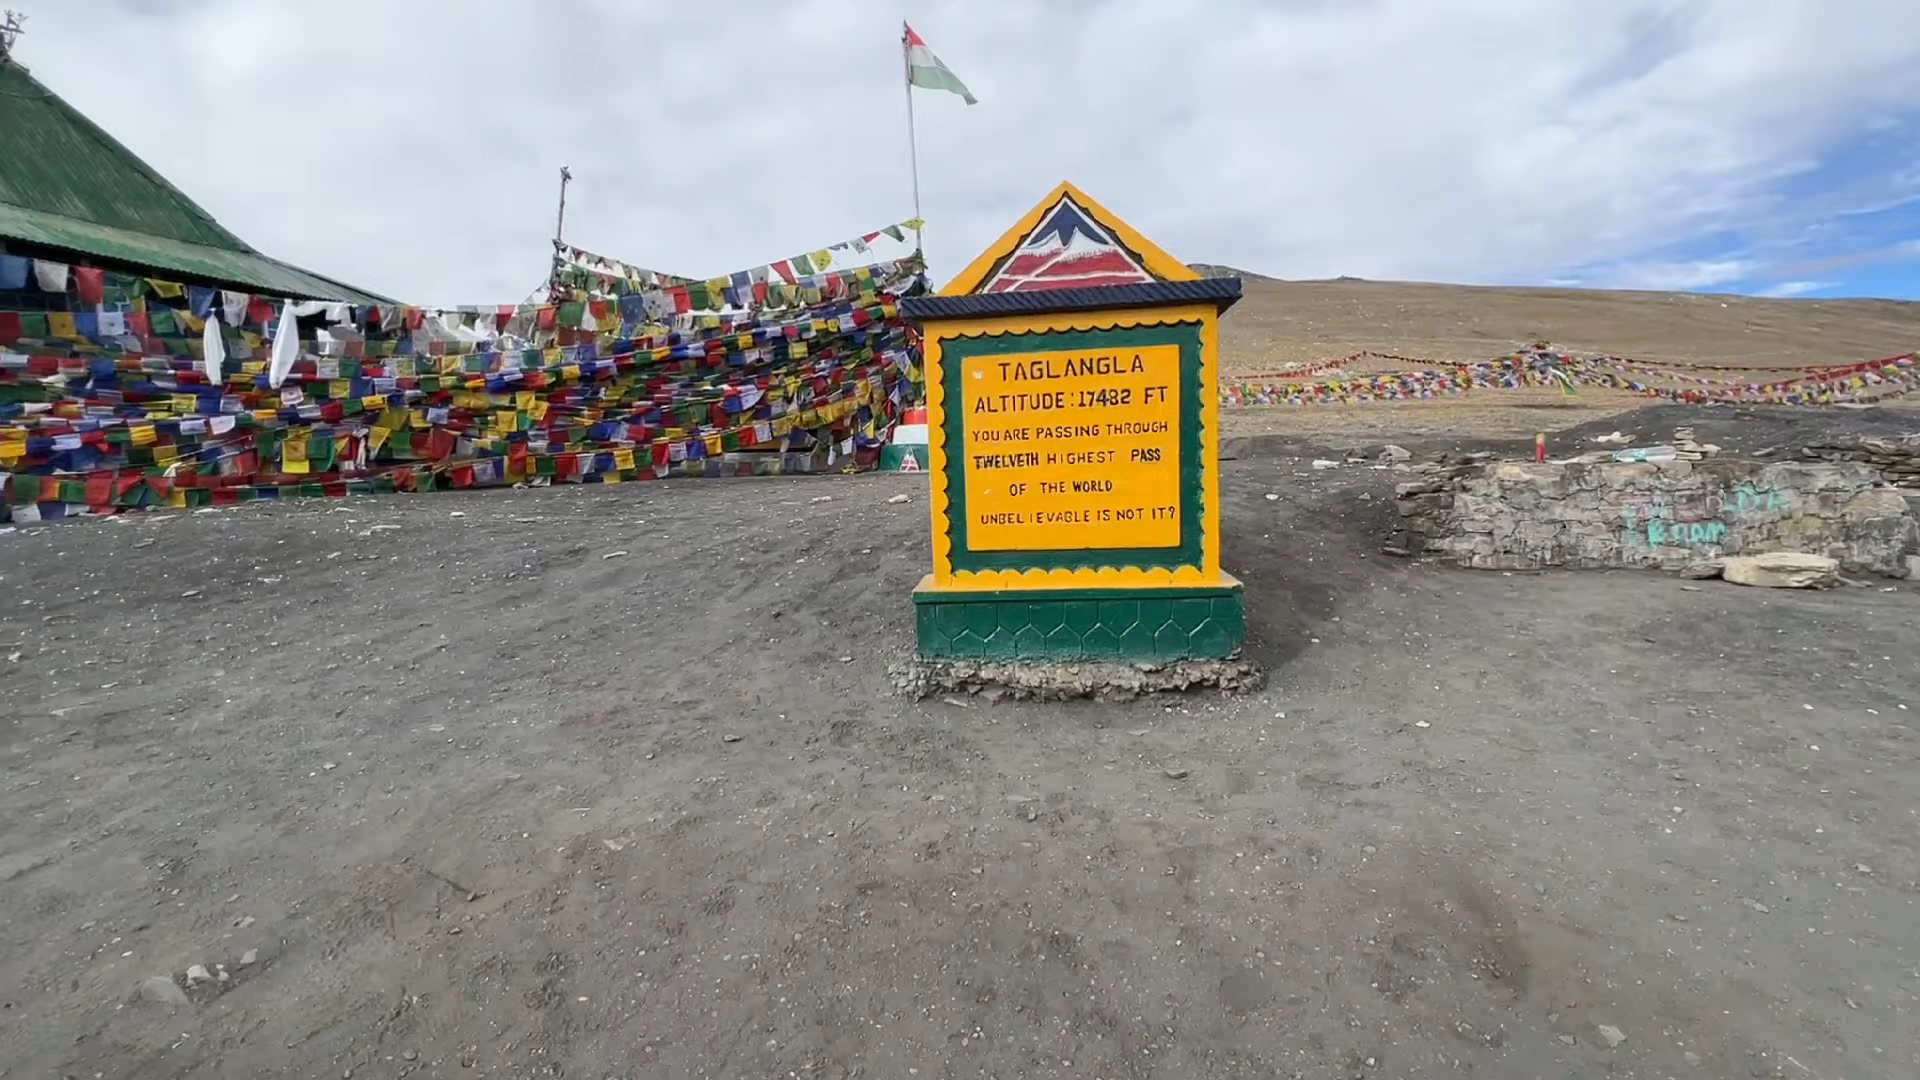 TAGLANGLA
ALTITUDE: 17482 FT
YOU ARE PASSING THROUGH
TWELVETH HIGHEST PASS
OF THE WORLD
UNBELIEVABLE IS NOT IT?